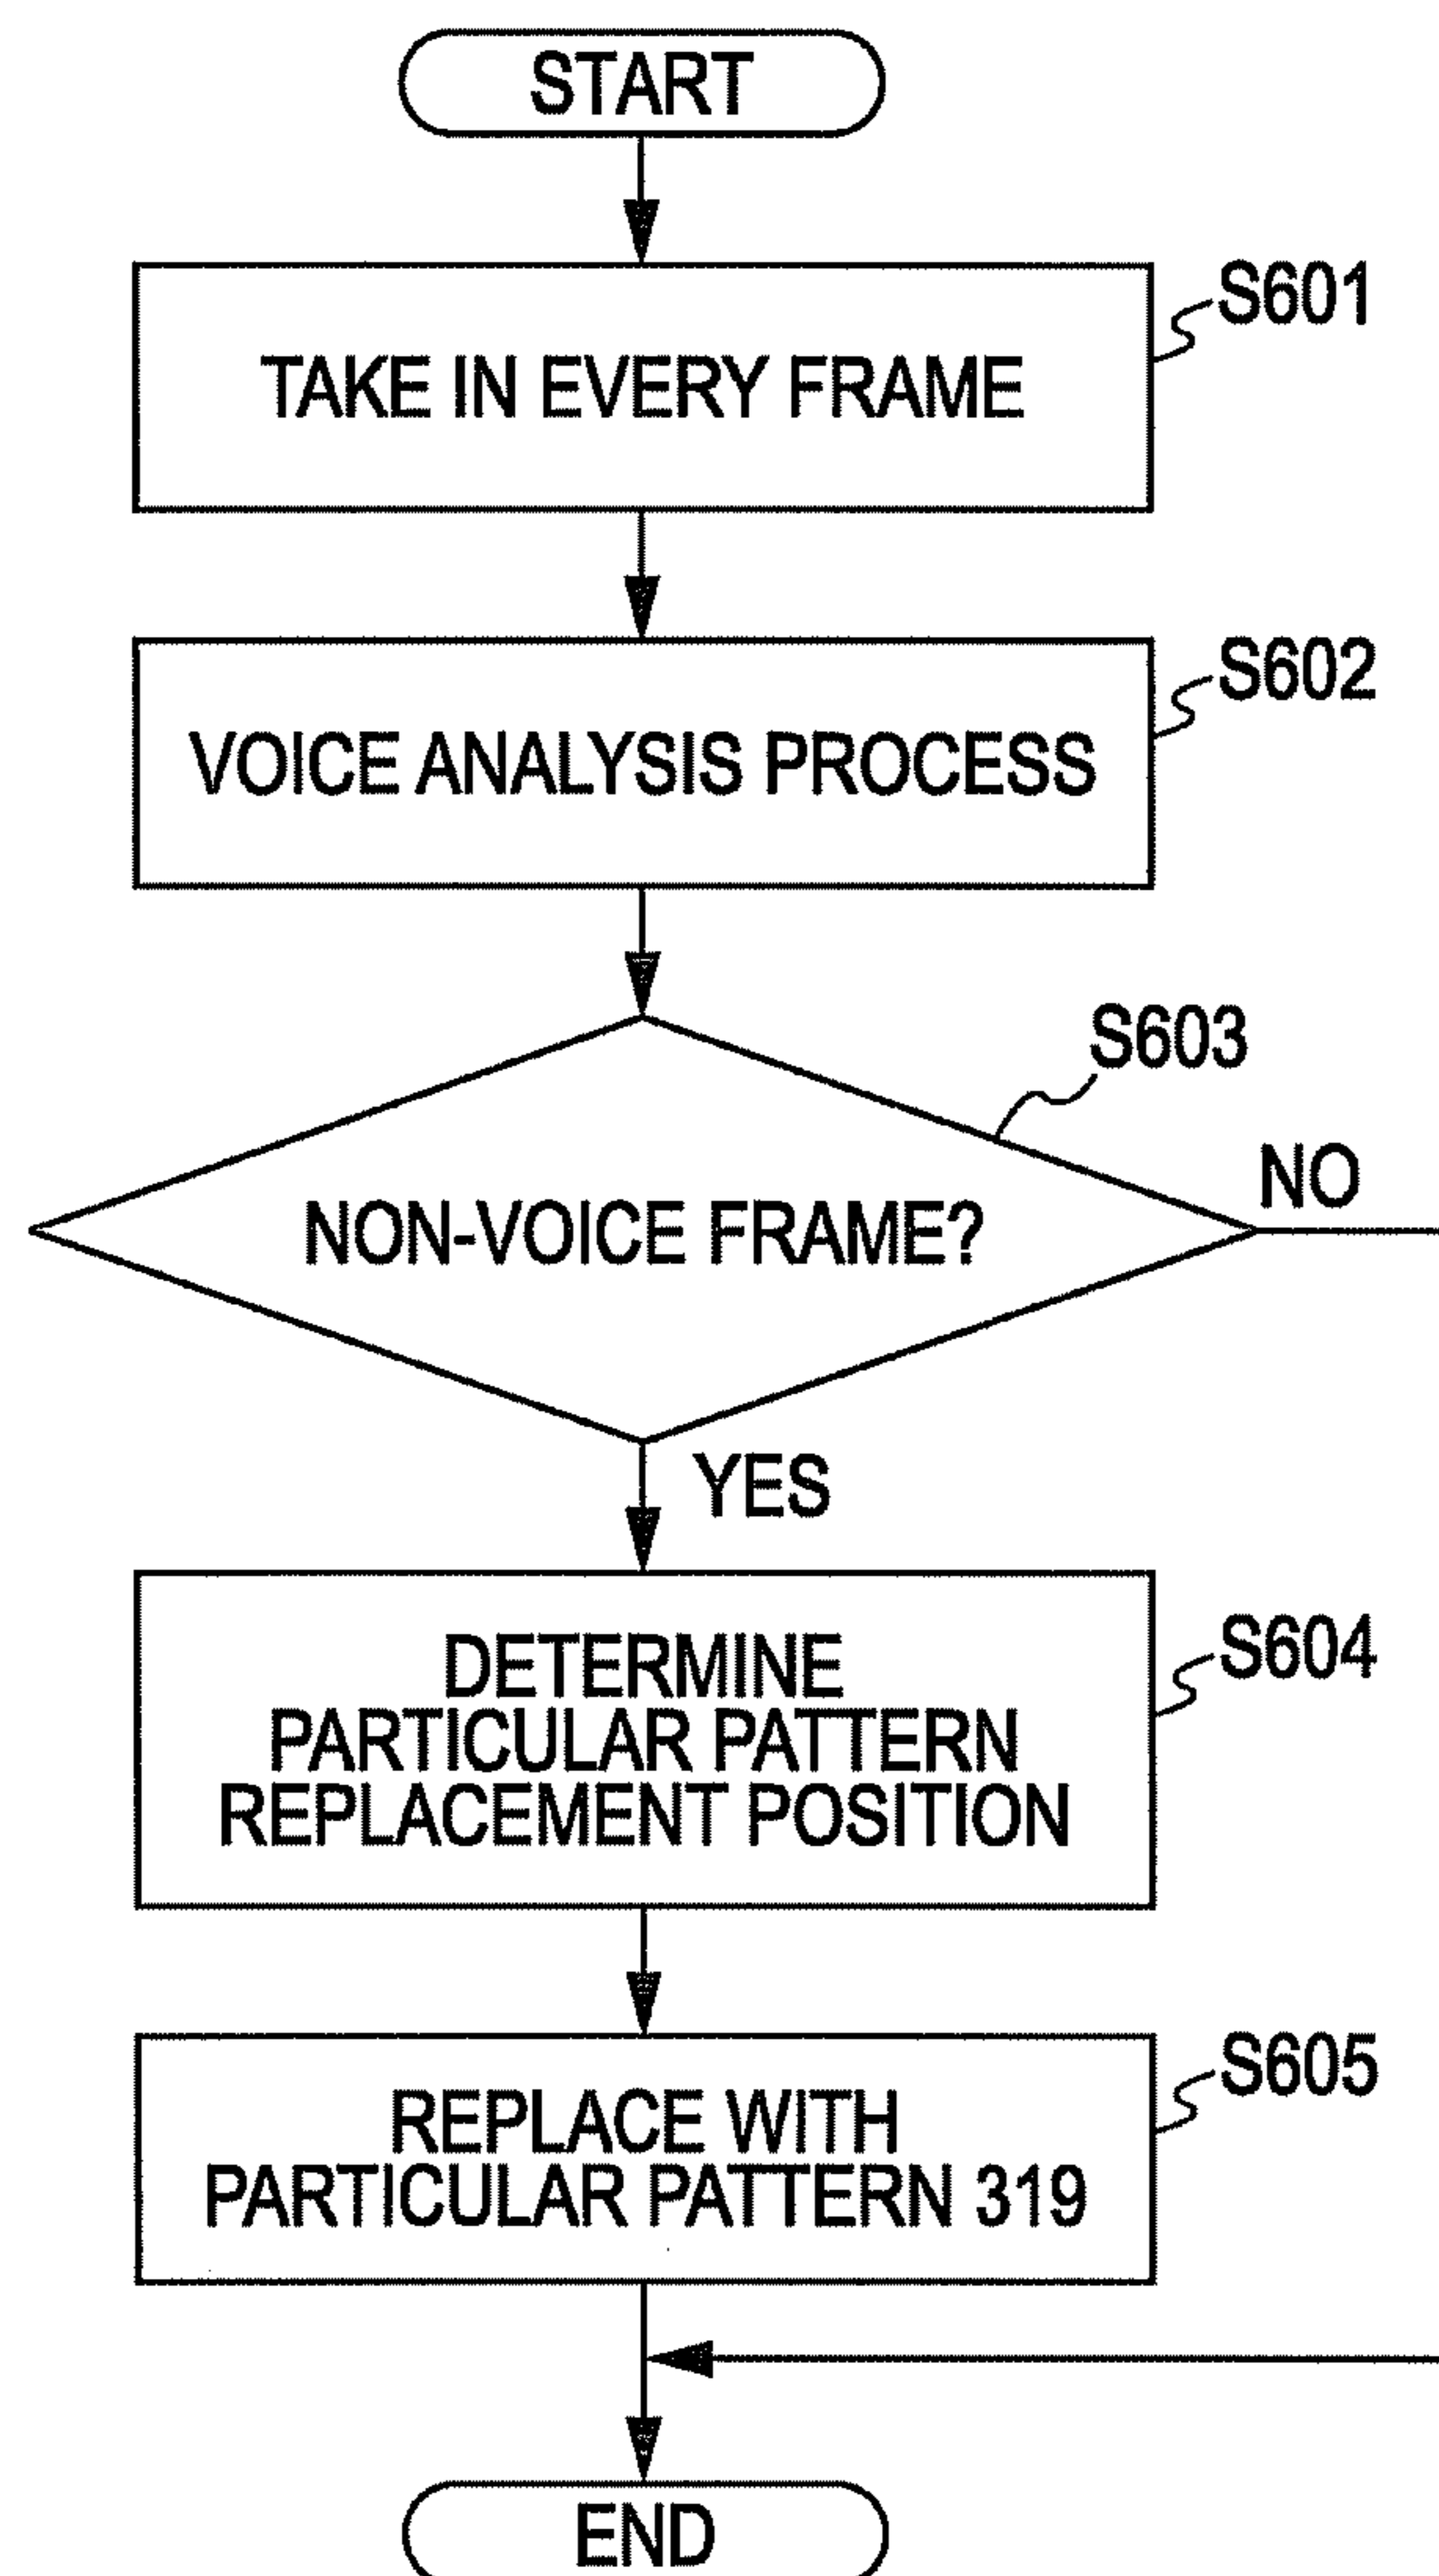 START
S601
TAKE IN EVERY FRAME
S602
VOICE ANALYSIS PROCESS
S603
NO
NON-VOICE FRAME?
YES
S604
DETERMINE
PARTICULAR PATTERN
REPLACEMENT POSITION
S605
REPLACE WITH
PARTICULAR PATTERN 319
END